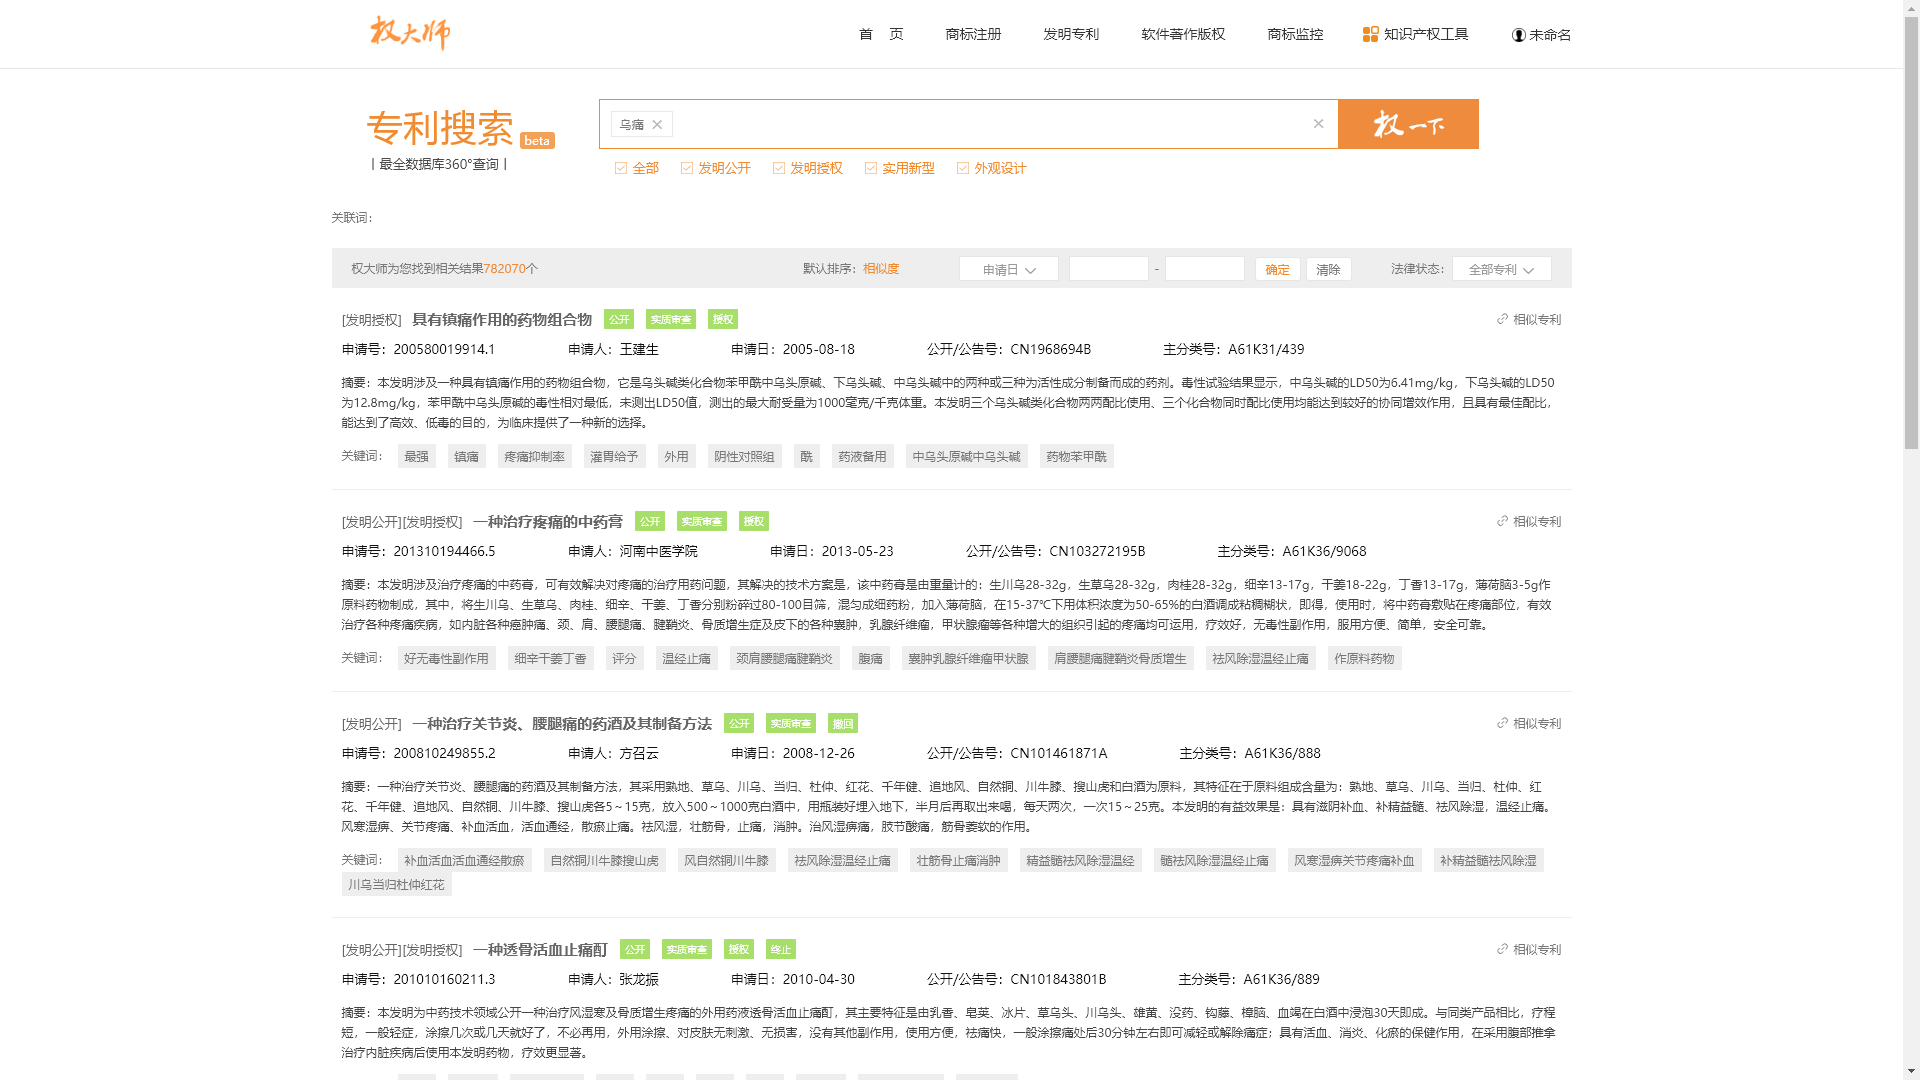 权大师
首 页 商标注册 发明专利 软件著作版权 商标监控 知识产权工具 未命名
专利搜索 beta
乌痛 × × 权一下
|最全数据库360°查询|
全部 发明公开 发明授权 实用新型 外观设计
关联词：
权大师为您找到相关结果782070个 默认排序：相似度 申请日 - 确定 清除 法律状态： 全部专利
[发明授权] 具有镇痛作用的药物组合物 公开 实质审查 授权 相似专利
申请号：200580019914.1 申请人：王建生 申请日：2005-08-18 公开/公告号：CN1968694B 主分类号：A61K31/439
摘要：本发明涉及一种具有镇痛作用的药物组合物，它是乌头碱类化合物苯甲酰中乌头原碱、下乌头碱、中乌头碱中的两种或三种为活性成分制备而成的药剂。毒性试验结果显示，中乌头碱的LD50为6.41mg/kg，下乌头碱的LD50
为12.8mg/kg，苯甲酰中乌头原碱的毒性相对最低，未测出LD50值，测出的最大耐受量为1000毫克/千克体重。本发明三个乌头碱类化合物两两配比使用、三个化合物同时配比使用均能达到较好的协同增效作用，且具有最佳配比，
能达到了高效、低毒的目的，为临床提供了一种新的选择。
关键词： 最强 镇痛 疼痛抑制率 灌胃给予 外用 阴性对照组 酰 药液备用 中乌头原碱中乌头碱 药物苯甲酰
[发明公开][发明授权] 一种治疗疼痛的中药膏 公开 实质审查 授权 相似专利
申请号：201310194466.5 申请人：河南中医学院 申请日：2013-05-23 公开/公告号：CN103272195B 主分类号：A61K36/9068
摘要：本发明涉及治疗疼痛的中药膏，可有效解决对疼痛的治疗用药问题，其解决的技术方案是，该中药膏是由重量计的：生川乌28-32g，生草乌28-32g，肉桂28-32g，细辛13-17g，干姜18-22g，丁香13-17g，薄荷脑3-5g作
原料药物制成，其中，将生川乌、生草乌、肉桂、细辛、干姜、丁香分别粉碎过80-100目筛，混匀成细药粉，加入薄荷脑，在15-37℃下用体积浓度为50-65%的白酒调成粘稠糊状，即得，使用时，将中药膏敷贴在疼痛部位，有效
治疗各种疼痛疾病，如内脏各种癌肿痛、颈、肩、腰腿痛、腱鞘炎、骨质增生症及皮下的各种囊肿，乳腺纤维瘤，甲状腺瘤等各种增大的组织引起的疼痛均可运用，疗效好，无毒性副作用，服用方便、简单，安全可靠。
关键词： 好无毒性副作用 细辛干姜丁香 评分 温经止痛 颈肩腰腿痛腱鞘炎 腹痛 囊肿乳腺纤维瘤甲状腺 肩腰腿痛腱鞘炎骨质增生 祛风除湿温经止痛 作原料药物
[发明公开] 一种治疗关节炎、腰腿痛的药酒及其制备方法 公开 实质审查 撤回 相似专利
申请号：200810249855.2 申请人：方召云 申请日：2008-12-26 公开/公告号：CN101461871A 主分类号：A61K36/888
摘要：一种治疗关节炎、腰腿痛的药酒及其制备方法，其采用熟地、草乌、川乌、当归、杜仲、红花、千年健、追地风、自然铜、川牛膝、搜山虎和白酒为原料，其特征在于原料组成含量为：熟地、草乌、川乌、当归、杜仲、红
花、千年健、追地风、自然铜、川牛膝、搜山虎各5～15克，放入500～1000克白酒中，用瓶装好埋入地下，半月后再取出来喝，每天两次，一次15～25克。本发明的有益效果是：具有滋阴补血、补精益髓、祛风除湿，温经止痛。
风寒湿痹、关节疼痛、补血活血，活血通经，散瘀止痛。祛风湿，壮筋骨，止痛，消肿。治风湿痹痛，肢节酸痛，筋骨萎软的作用。
关键词： 补血活血活血通经散瘀 自然铜川牛膝搜山虎 风自然铜川牛膝 祛风除湿温经止痛 壮筋骨止痛消肿 精益髓祛风除湿温经 髓祛风除湿温经止痛 风寒湿痹关节疼痛补血 补精益髓祛风除湿
川乌当归杜仲红花
[发明公开][发明授权] 一种透骨活血止痛酊 公开 实质审查 授权 终止 相似专利
申请号：201010160211.3 申请人：张龙振 申请日：2010-04-30 公开/公告号：CN101843801B 主分类号：A61K36/889
摘要：本发明为中药技术领域公开一种治疗风湿寒及骨质增生疼痛的外用药液透骨活血止痛酊，其主要特征是由乳香、皂荚、冰片、草乌头、川乌头、雄黄、没药、钩藤、樟脑、血竭在白酒中浸泡30天即成。与同类产品相比，疗程
短，一般轻症，涂擦几次或几天就好了，不必再用，外用涂擦、对皮肤无刺激、无损害，没有其他副作用，使用方便，祛痛快，一般涂擦痛处后30分钟左右即可减轻或解除痛症；具有活血、消炎、化瘀的保健作用，在采用腹部推拿
治疗内脏疾病后使用本发明药物，疗效更显著。